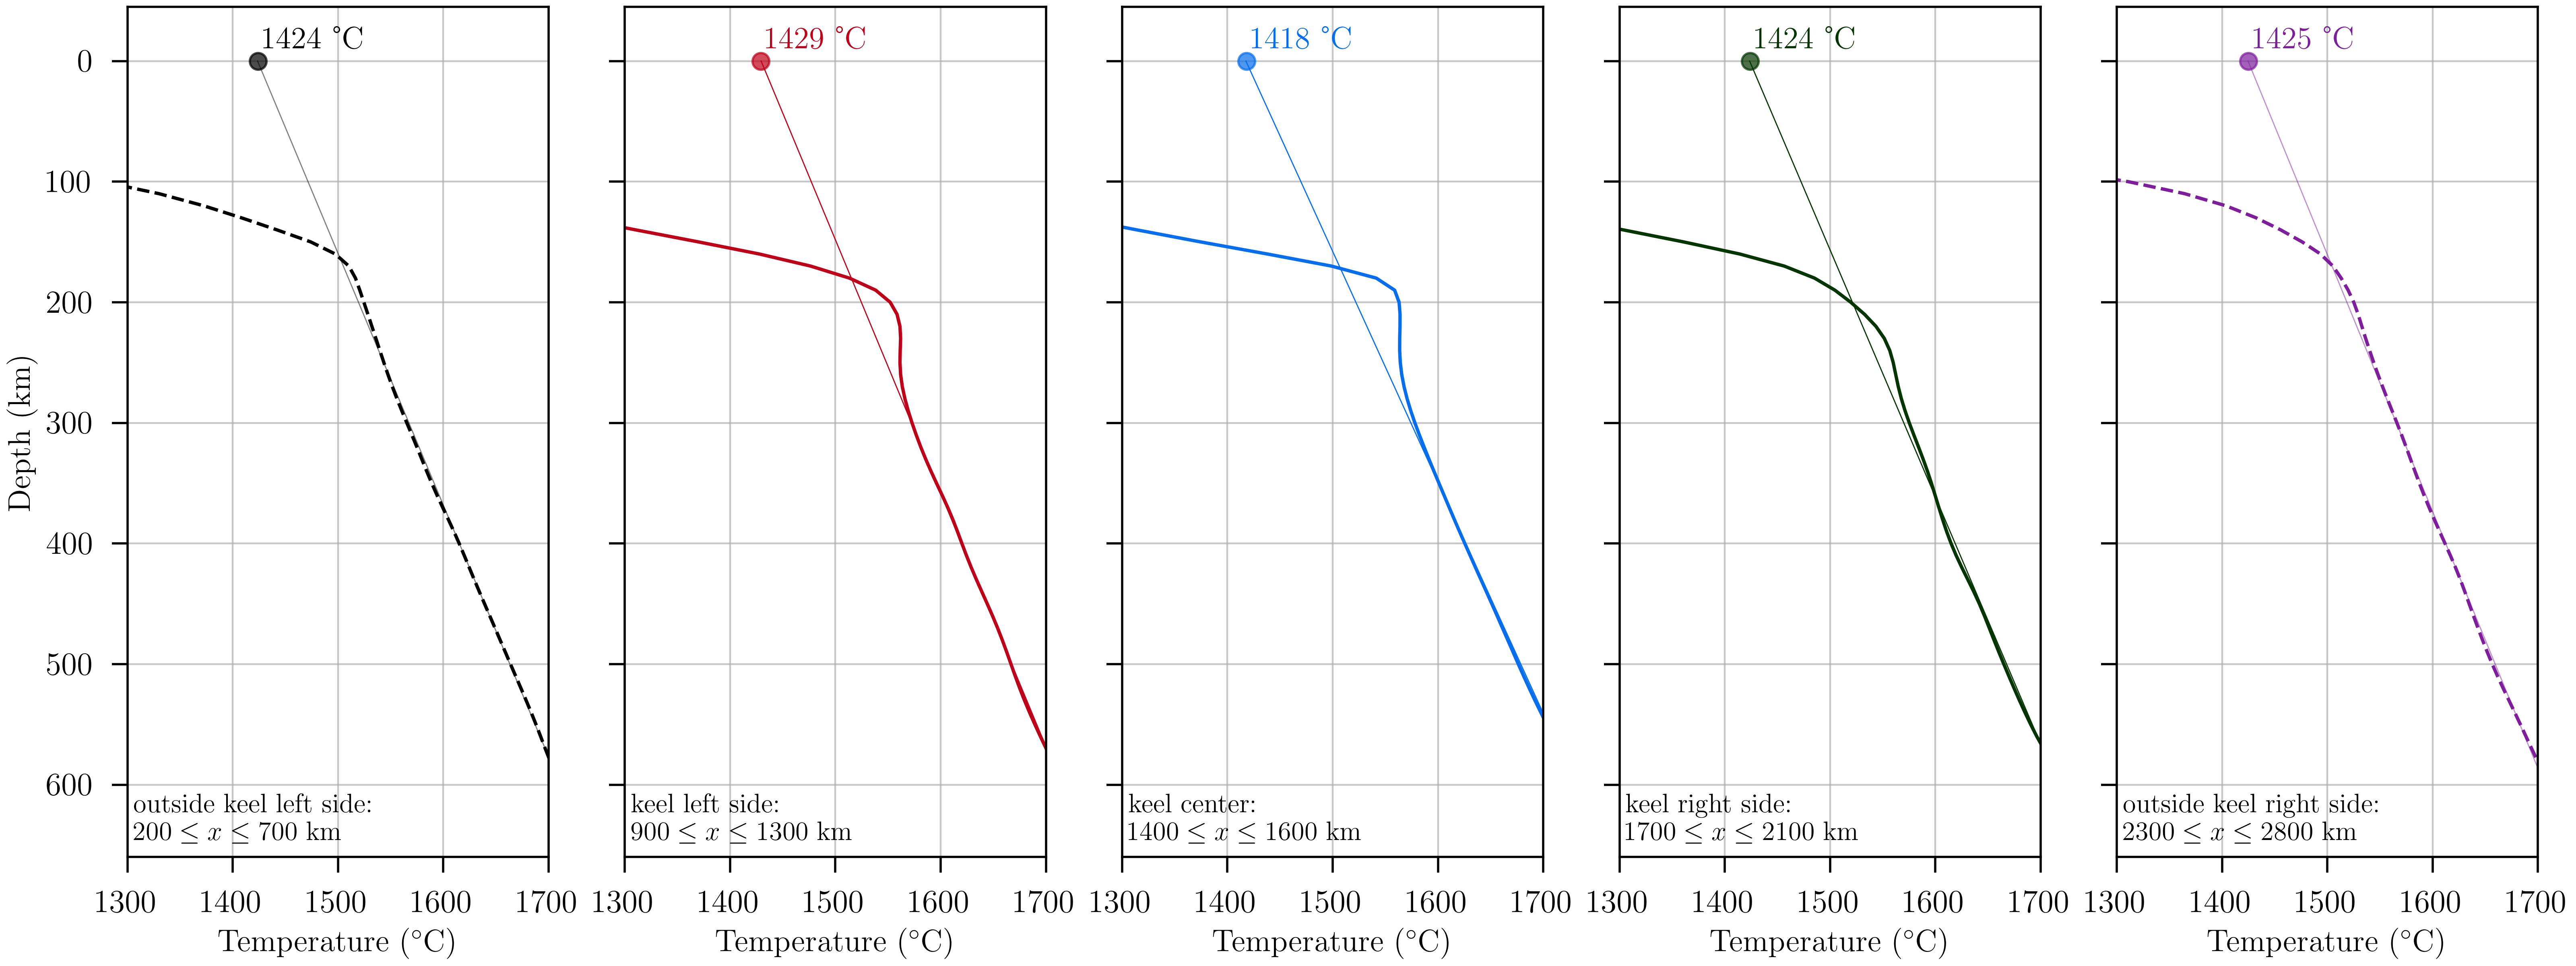 1424 °C
1429 °C
1418 °C
1424 °C
1425 °C
Depth (km)
0
100
200
300
400
500
600
outside keel left side:
200 ≤ x ≤ 700 km
keel left side:
900 ≤ x ≤ 1300 km
keel center:
1400 ≤ x ≤ 1600 km
keel right side:
1700 ≤ x ≤ 2100 km
outside keel right side:
2300 ≤ x ≤ 2800 km
1300 1400 1500 1600 1700
1300 1400 1500 1600 1700
1300 1400 1500 1600 1700
1300 1400 1500 1600 1700
1300 1400 1500 1600 1700
Temperature (°C)
Temperature (°C)
Temperature (°C)
Temperature (°C)
Temperature (°C)